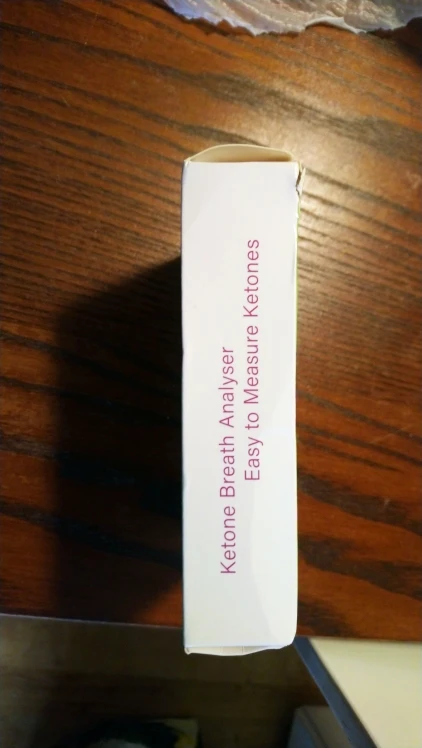 Ketone Breath Analyser
Easy to Measure Ketones